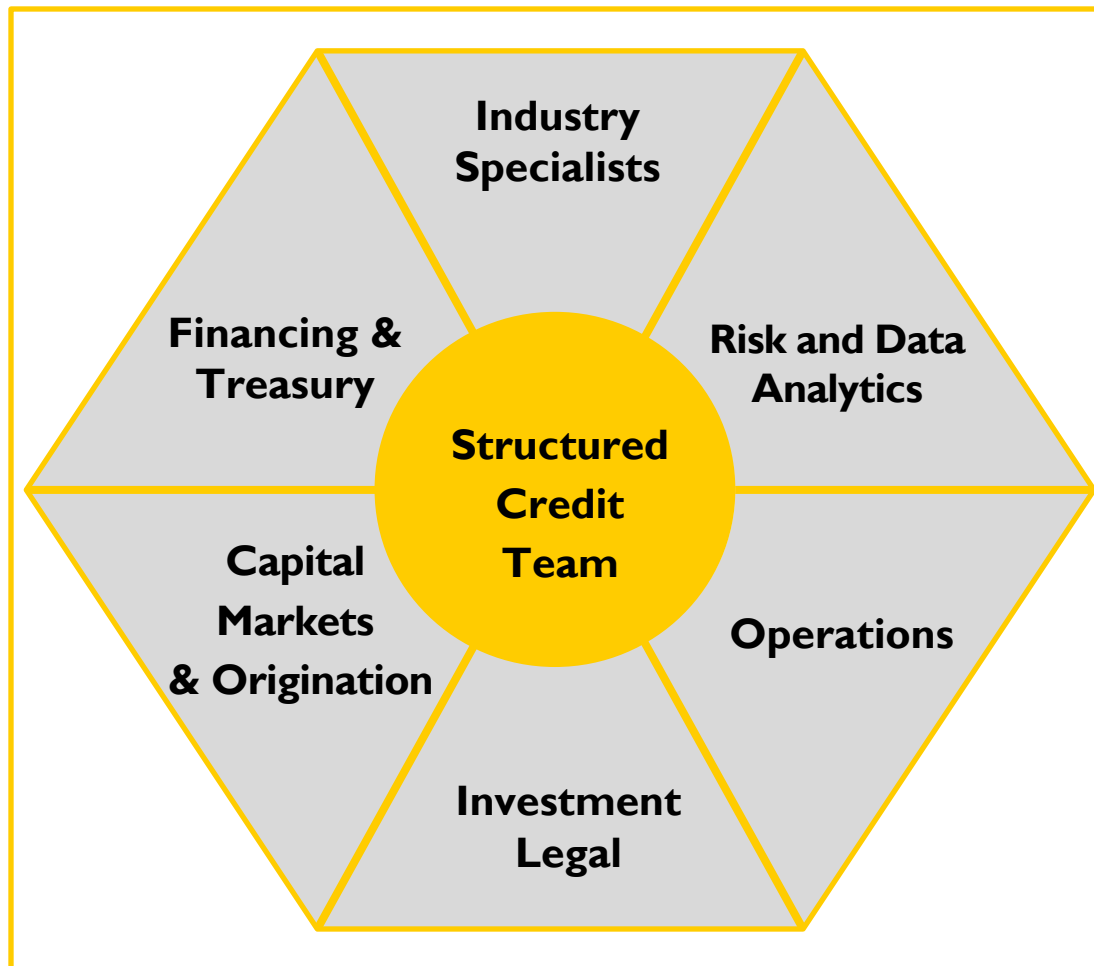 Industry
Specialists
Financing &
Treasury
Risk and Data
Analytics
Structured
Credit
Team
Capital
Markets
& Origination
Operations
Investment
Legal